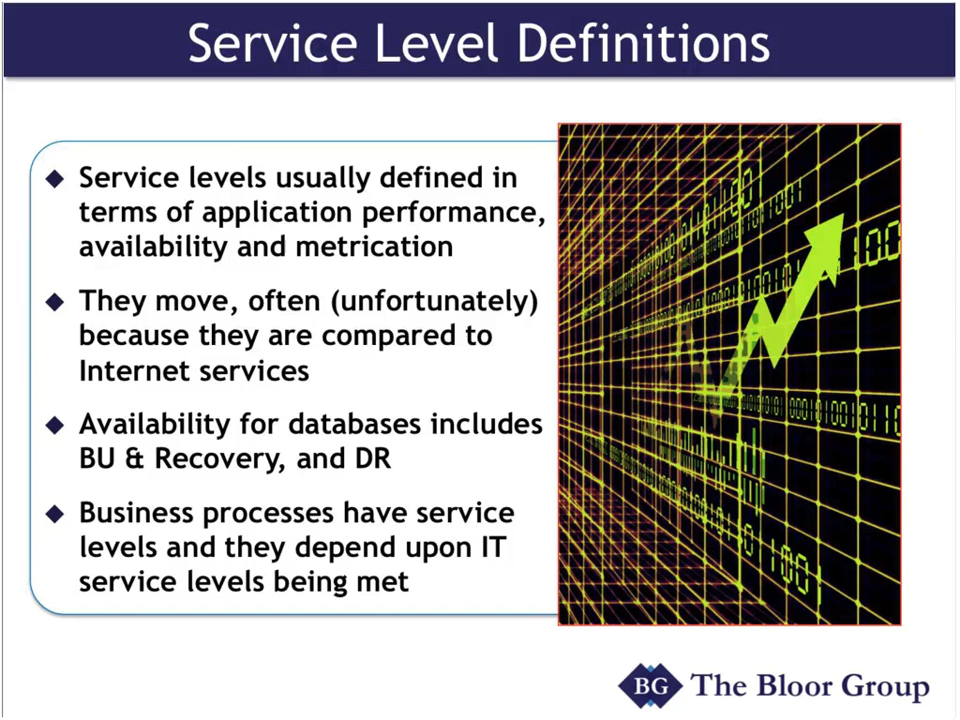 Service Level Definitions
Service levels usually defined in
terms of application performance,
availability and metrication
They move, often (unfortunately)
because they are compared to
Internet services
Availability for databases includes
BU & Recovery, and DR
Business processes have service
levels and they depend upon IT
service levels being met
BG The Bloor Group